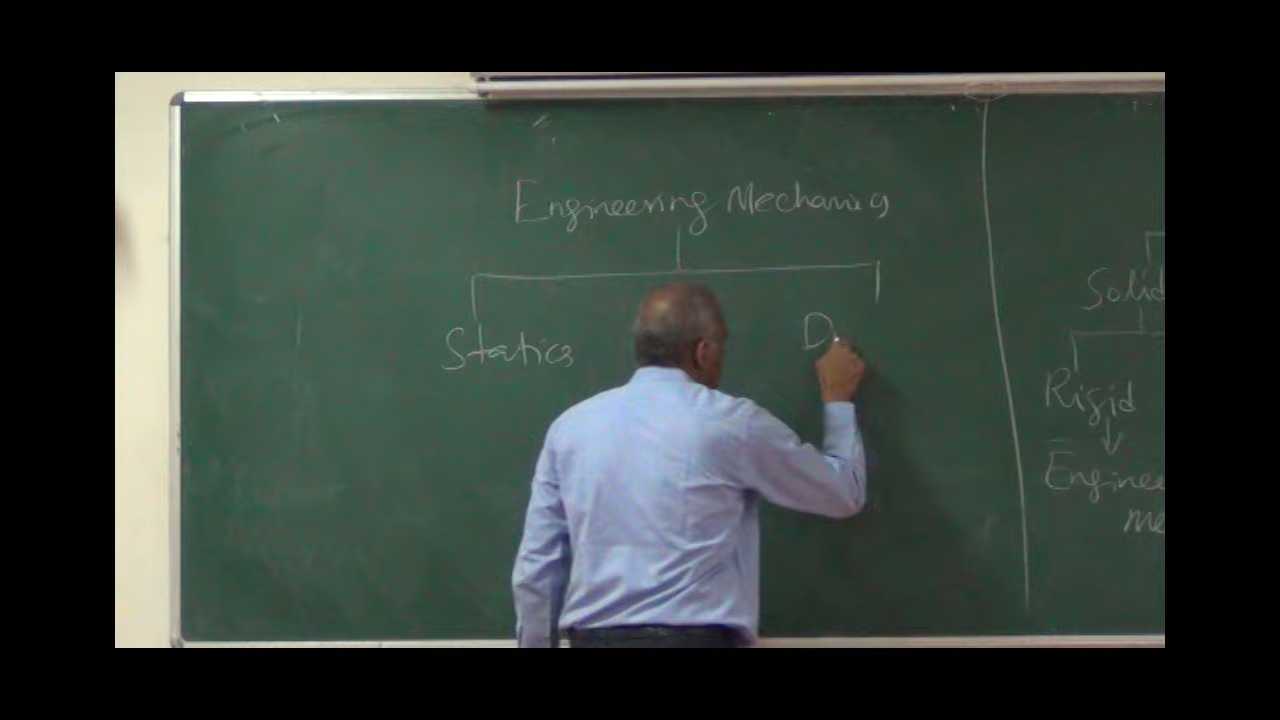 Engineering Mechanics
Statics
D
Solid
Rigid
Enginee
Me